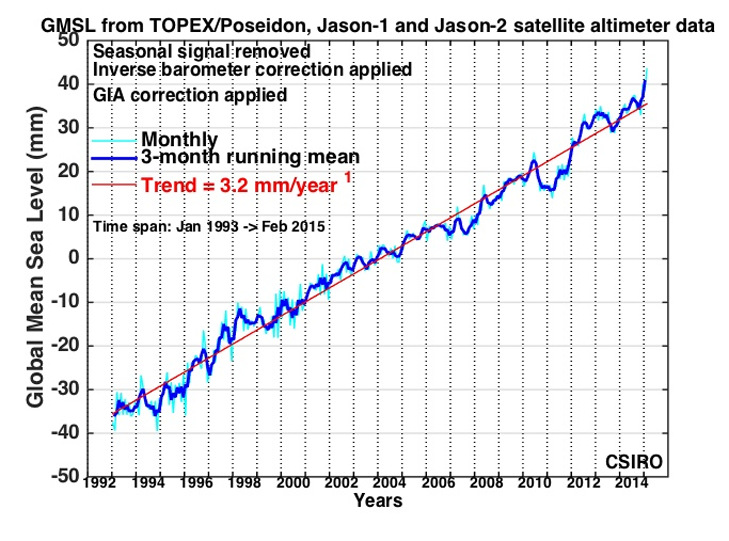 GMSL from TOPEX/Poseidon, Jason-1 and Jason-2 satellite altimeter data
50
Seasonal signal removed
Inverse barometer correction applied
40
GIA correction applied
30
Monthly
3-month running mean
20
Trend = 3.2 mm/year 1
10
Time span: Jan 1993 -> Feb 2015
0
-10
-20
-30
-40
-50
Global Mean Sea Level (mm)
CSIRO
1992 1994 1996 1998 2000 2002 2004 2006 2008 2010 2012 2014
Years